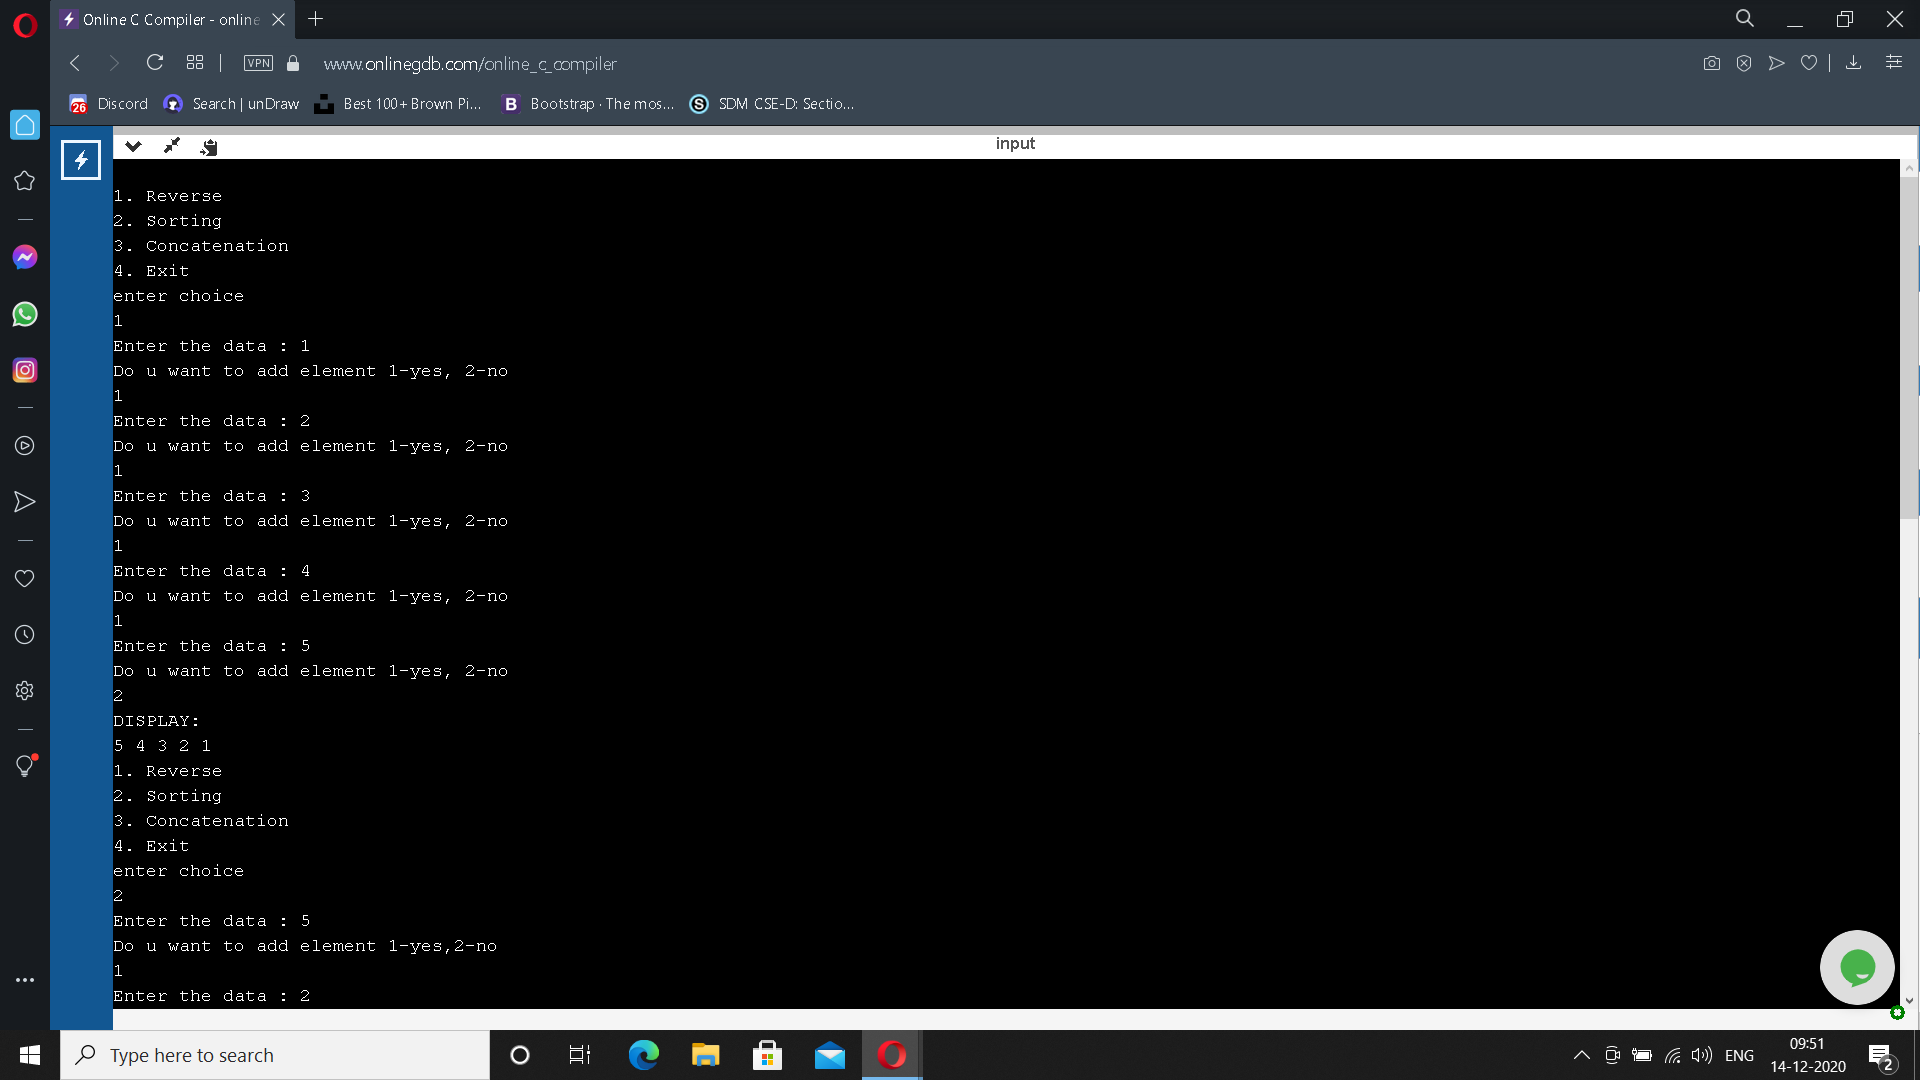 Online C Compiler - online
VPN
www.onlinegdb.com/online_c_compiler
26 Discord
Search | unDraw
Best 100+ Brown Pi...
B Bootstrap · The mos...
S SDM CSE-D: Sectio...
input
1. Reverse
2. Sorting
3. Concatenation
4. Exit
enter choice
1
Enter the data : 1
Do u want to add element 1-yes, 2-no
1
Enter the data : 2
Do u want to add element 1-yes, 2-no
1
Enter the data : 3
Do u want to add element 1-yes, 2-no
1
Enter the data : 4
Do u want to add element 1-yes, 2-no
1
Enter the data : 5
Do u want to add element 1-yes, 2-no
2
DISPLAY:
5 4 3 2 1
1. Reverse
2. Sorting
3. Concatenation
4. Exit
enter choice
2
Enter the data : 5
Do u want to add element 1-yes,2-no
1
Enter the data : 2
Type here to search
ENG
09:51
14-12-2020
2